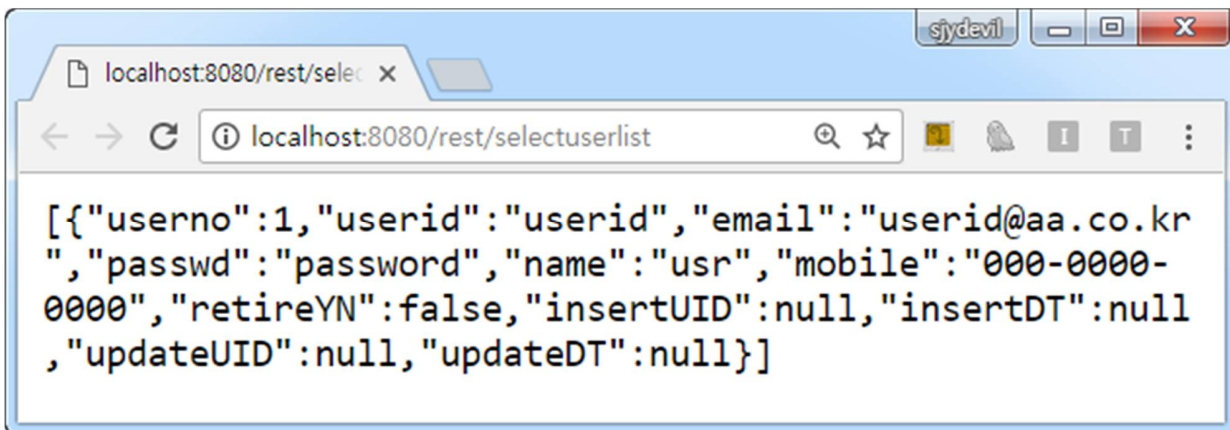 sjydevil
localhost:8080/rest/selec
localhost:8080/rest/selectuserlist
I T
[{"userno":1,"userid":"userid","email":"userid@aa.co.kr
","passwd":"password","name":"usr","mobile":"000-0000-
0000","retireYN":false,"insertUID":null,"insertDT":null
,"updateUID":null,"updateDT":null}]